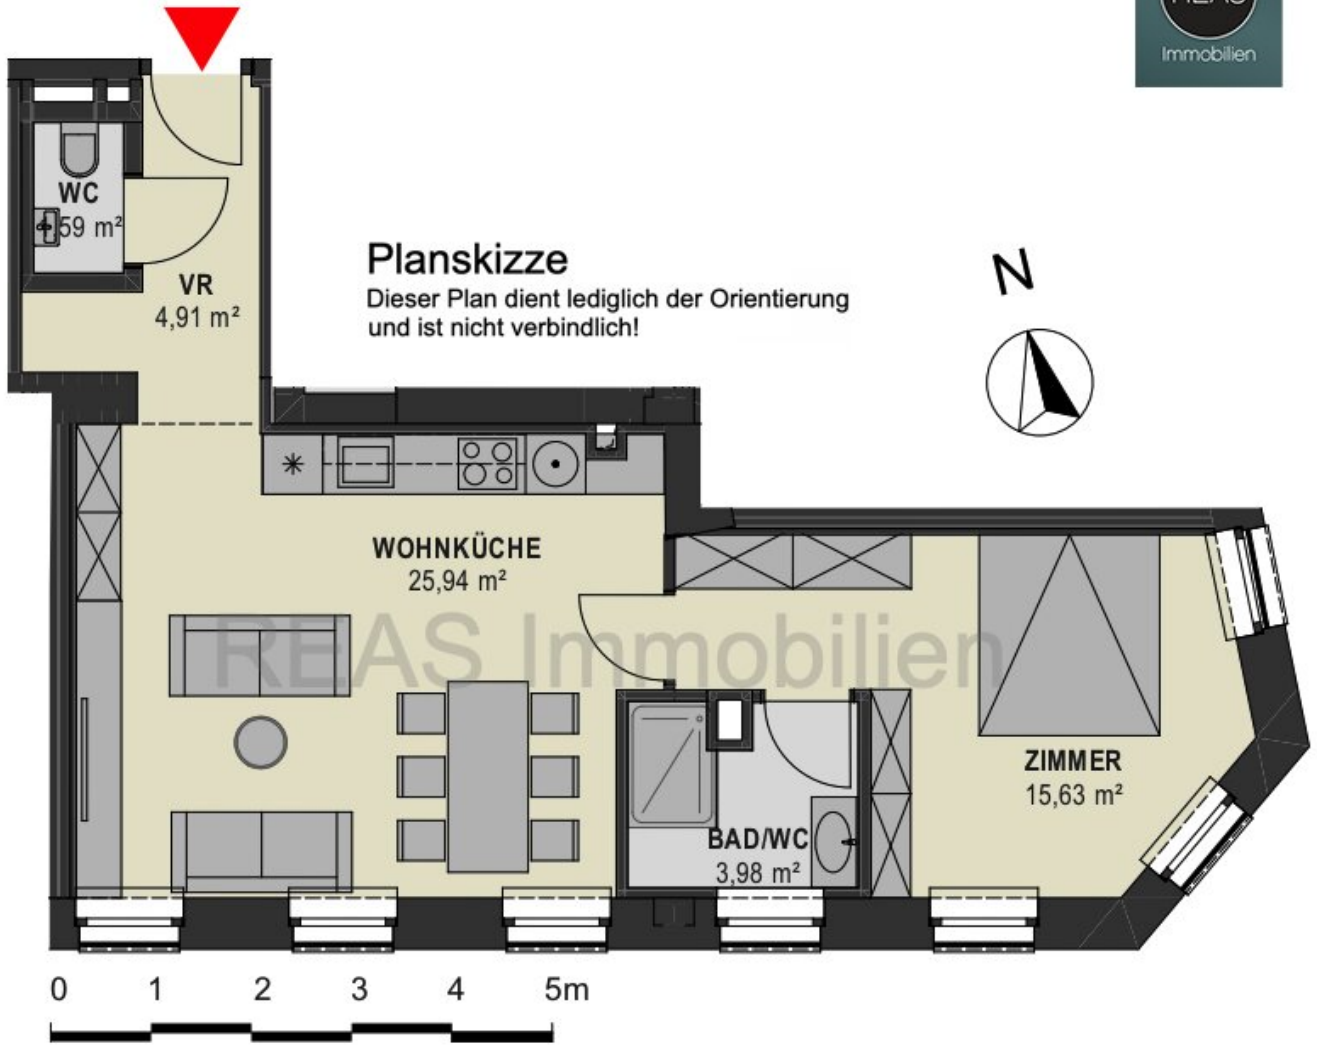 Immobilien
WC
1,59 m²
VR
4,91 m²
Planskizze
Dieser Plan dient lediglich der Orientierung
und ist nicht verbindlich!
N
WOHNKÜCHE
25,94 m²
REAS Immobilien
ZIMMER
15,63 m²
BAD/WC
3,98 m²
0 1 2 3 4 5m